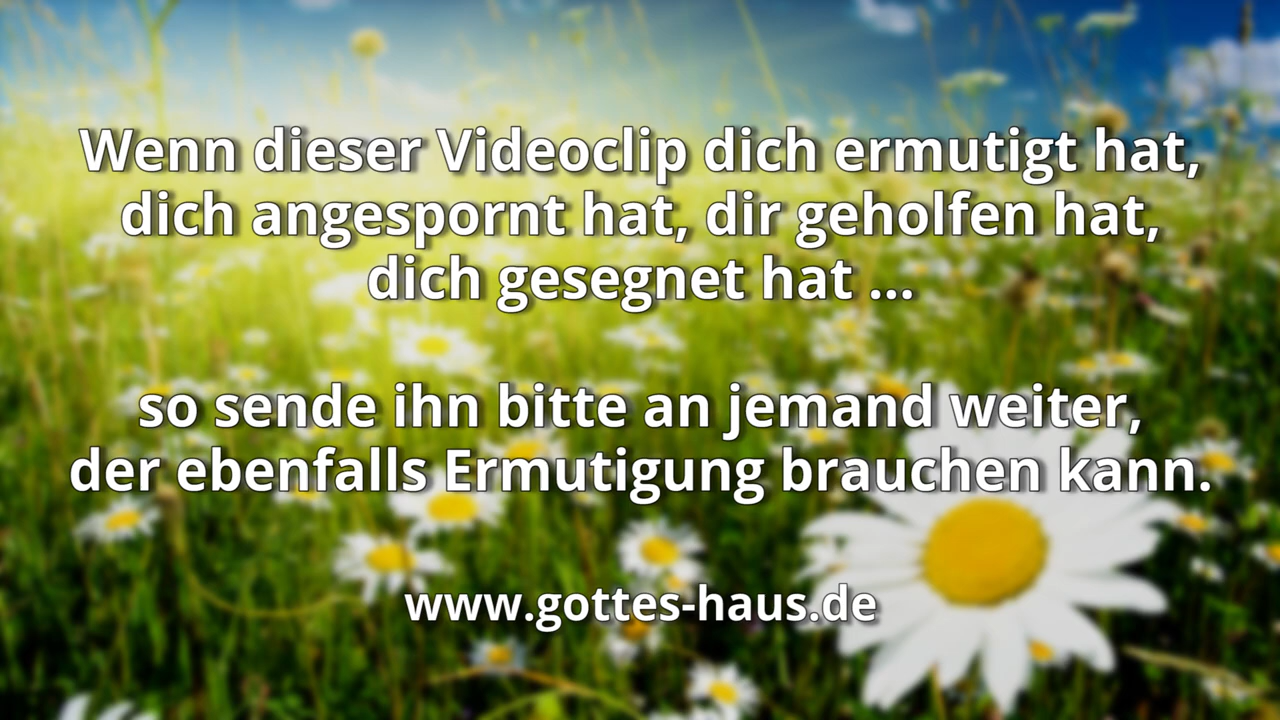 Wenn dieser Videoclip dich ermutigt hat,
dich angespornt hat, dir geholfen hat,
dich gesegnet hat ...
so sende ihn bitte an jemand weiter,
der ebenfalls Ermutigung brauchen kann.
www.gottes-haus.de